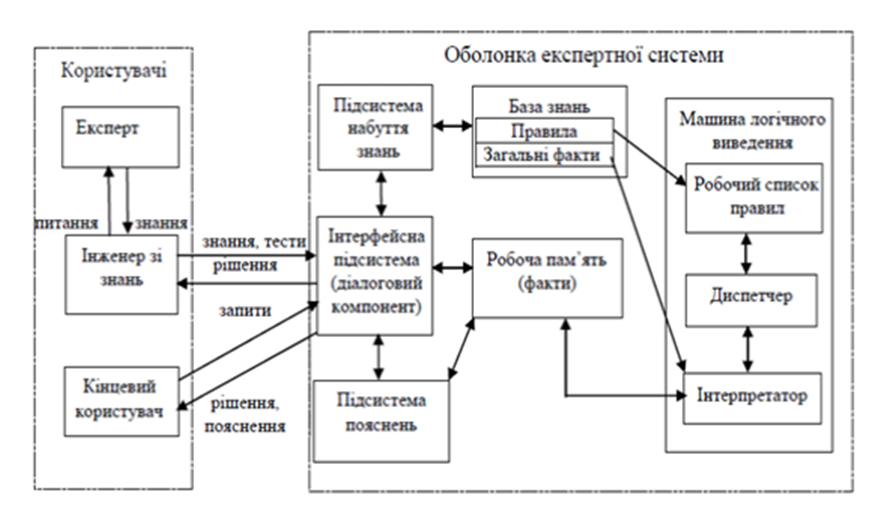 Користувачі
Експерт
питання
знання
Інженер зі
знань
Кінцевий
користувач
знання, тести
рішення
запити
рішення,
пояснення
Оболонка експертної системи
Підсистема
набуття
знань
Інтерфейсна
підсистема
(діалоговий
компонент)
Підсистема
пояснень
База знань
Правила
Загальні факти
Робоча пам`ять
(факти)
Машина логічного
виведення
Робочий список
правил
Диспетчер
Інтерпретатор